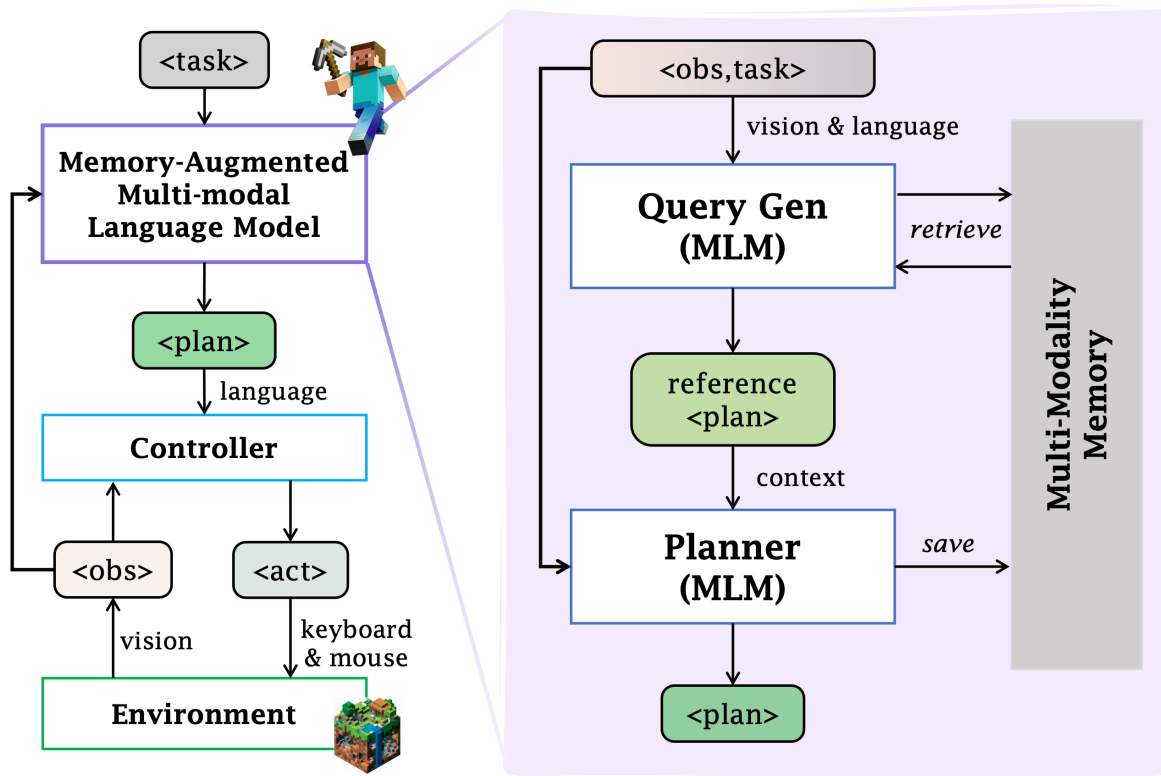 <task>
Memory-Augmented
Multi-modal
Language Model
<plan>
language
Controller
<obs>
<act>
vision
keyboard
& mouse
Environment
<obs,task>
vision & language
Query Gen
(MLM)
retrieve
reference
<plan>
context
Planner
(MLM)
save
<plan>
Multi-Modality
Memory